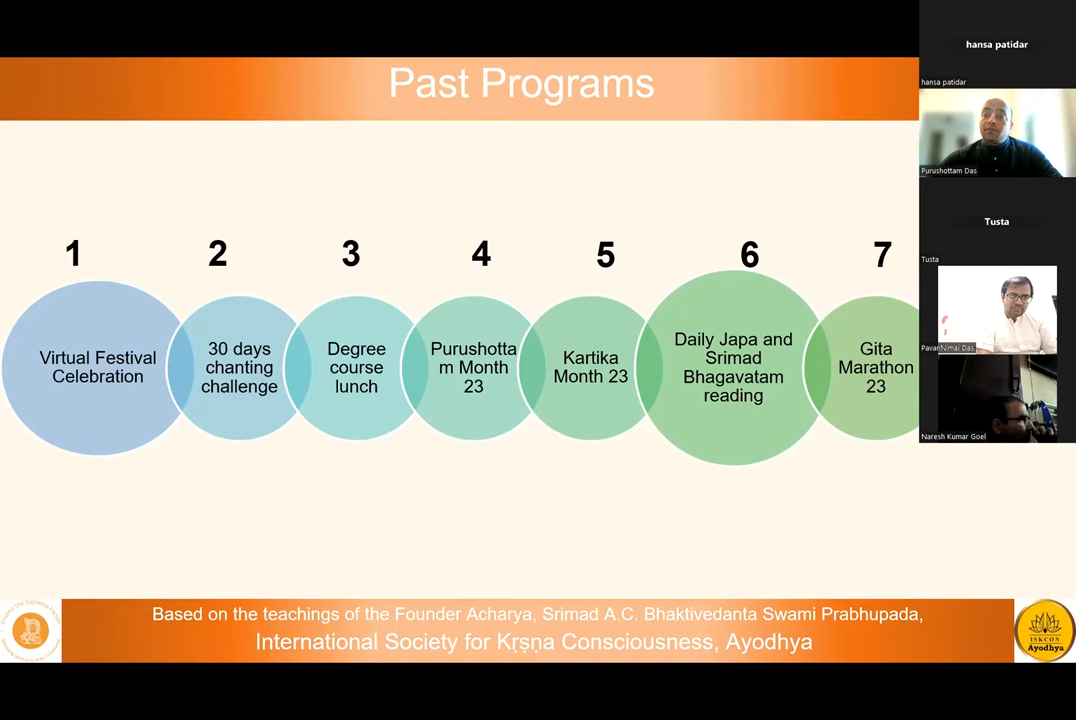 Past Programs
1
2
3
4
5
6
7
Virtual Festival
Celebration
30 days
chanting
challenge
Degree
course
lunch
Purushotta
m Month
23
Kartika
Month 23
Daily Japa and
Srimad
Bhagavatam
reading
Gita
Marathon
23
Based on the teachings of the Founder Acharya, Srimad A.C. Bhaktivedanta Swami Prabhupada,
International Society for Kṛṣṇa Consciousness, Ayodhya
ISKCON
Ayodhya
hansa patidar
hansa patidar
Purushottam Das
Tusta
Tusta
PavanNimai Das
Naresh Kumar Goel